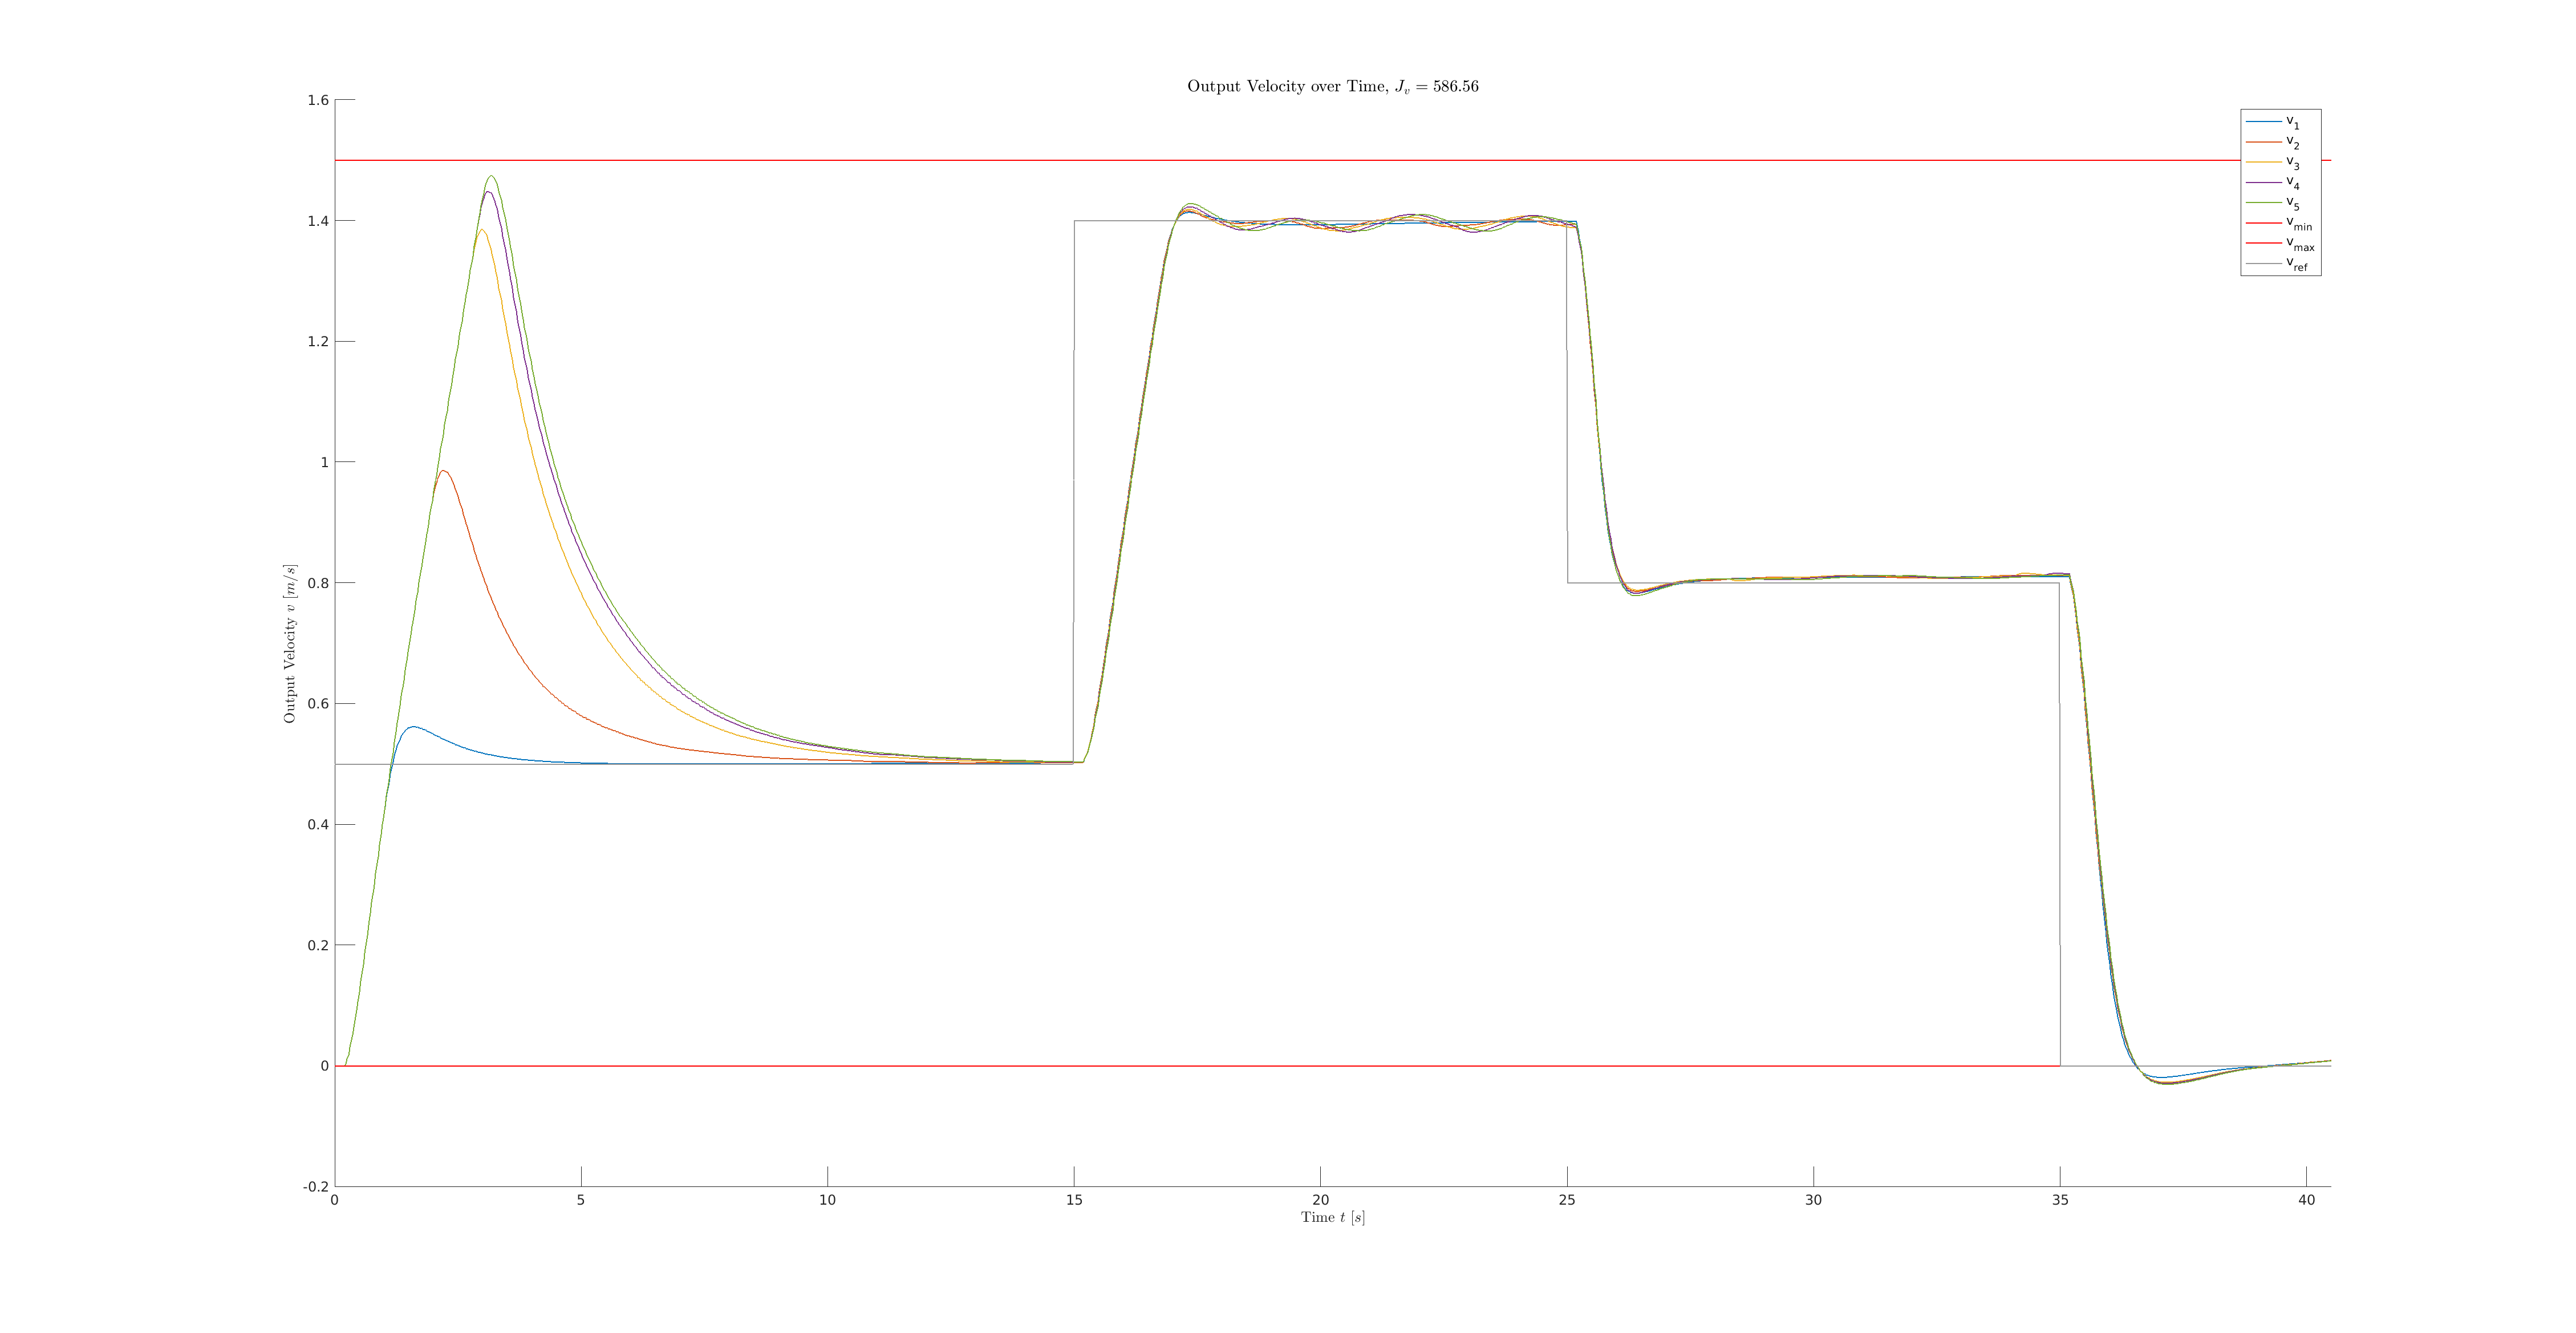 Output Velocity over Time, J_v = 586.56
1.6
1.4
1.2
1
0.8
0.6
0.4
0.2
0
-0.2
Output Velocity v [m/s]
v_1
v_2
v_3
v_4
v_5
v_min
v_max
v_ref
0 5 10 15 20 25 30 35 40
Time t [s]